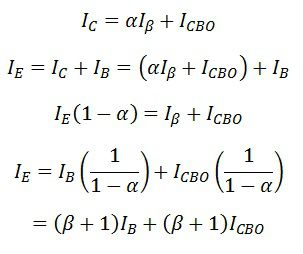 I_C = αI_β + I_CBO
I_E = I_C + I_B = (αI_β + I_CBO) + I_B
I_E(1 − α) = I_β + I_CBO
I_E = I_B(1/(1 − α)) + I_CBO(1/(1 − α))
= (β + 1)I_B + (β + 1)I_CBO